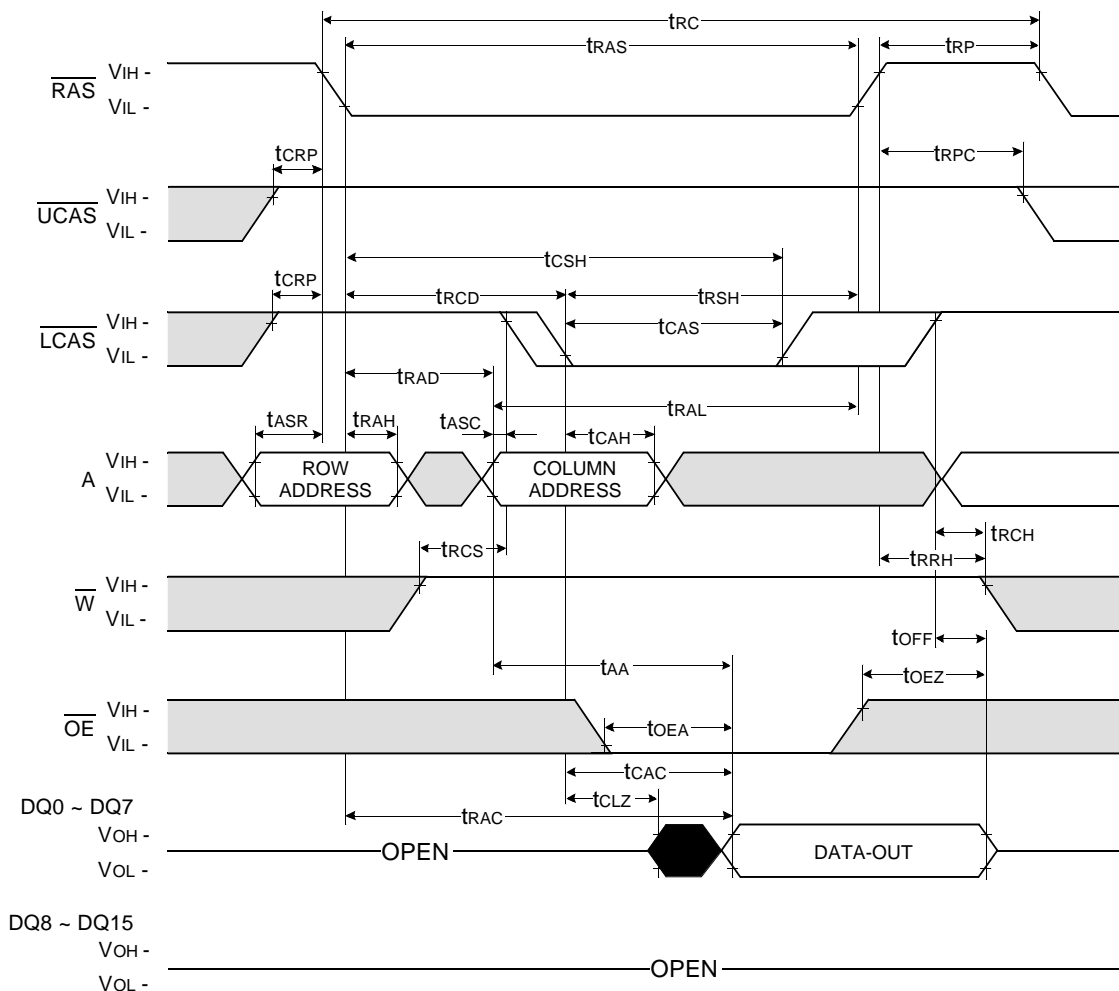 tRC
tRAS
tRP
RAS
VIH -
VIL -
tCRP
tRPC
UCAS
VIH -
VIL -
tCSH
tCRP
tRCD
tRSH
LCAS
VIH -
VIL -
tCAS
tRAD
tRAL
tASR
tRAH
tASC
tCAH
A
VIH -
VIL -
ROW
ADDRESS
COLUMN
ADDRESS
tRCS
tRCH
tRRH
W
VIH -
VIL -
tOFF
tAA
tOEZ
OE
VIH -
VIL -
tOEA
tCAC
tCLZ
tRAC
DQ0 ~ DQ7
VOH -
VOL -
OPEN
DATA-OUT
DQ8 ~ DQ15
VOH -
VOL -
OPEN